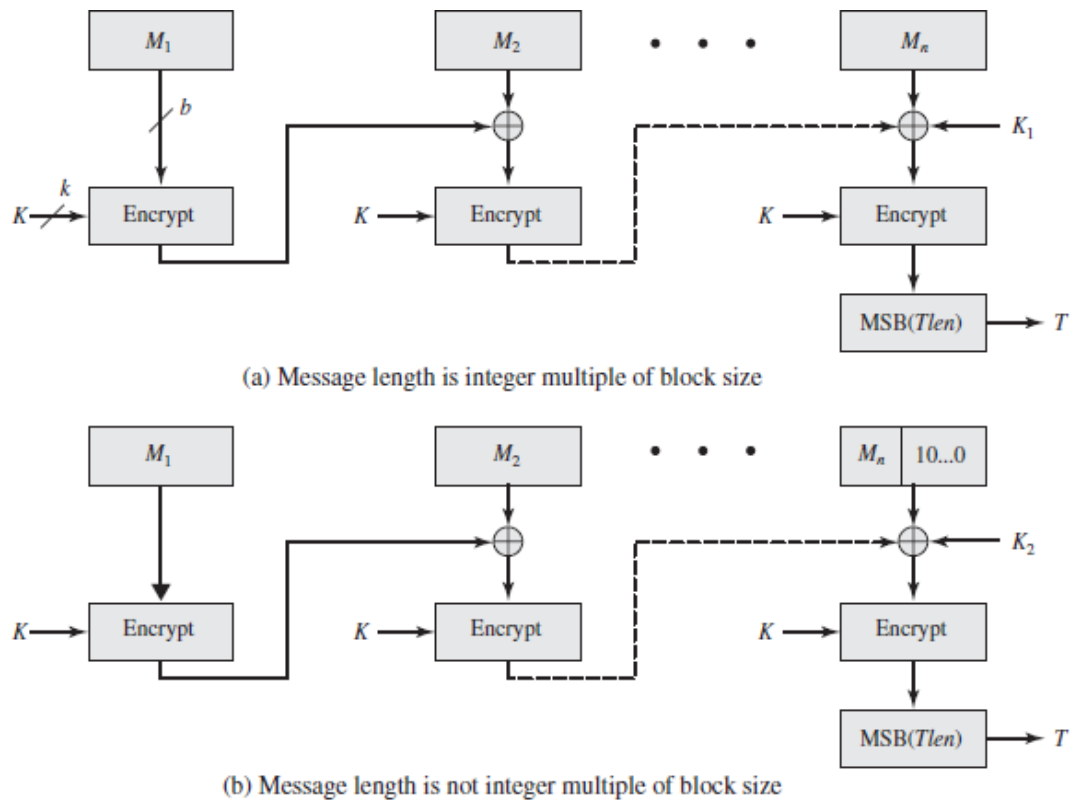 M1 M2 • • • Mn
b
K1
k
K Encrypt K Encrypt K Encrypt
MSB(Tlen) T
(a) Message length is integer multiple of block size
M1 M2 • • • Mn 10...0
K2
K Encrypt K Encrypt K Encrypt
MSB(Tlen) T
(b) Message length is not integer multiple of block size